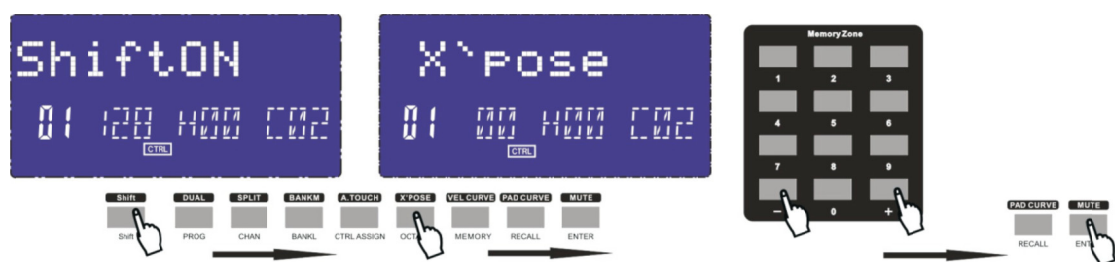 ShiftON
01 128 H00 C02
CTRL
X`pose
01 00 H00 C02
CTRL
Shift DUAL SPLIT BANKM A.TOUCH X'POSE VEL CURVE PAD CURVE MUTE
Shift PROG CHAN BANKL CTRL ASSIGN OCTA MEMORY RECALL ENTER
MemoryZone
1 2 3
4 5 6
7 8 9
- 0 +
PAD CURVE MUTE
RECALL ENT